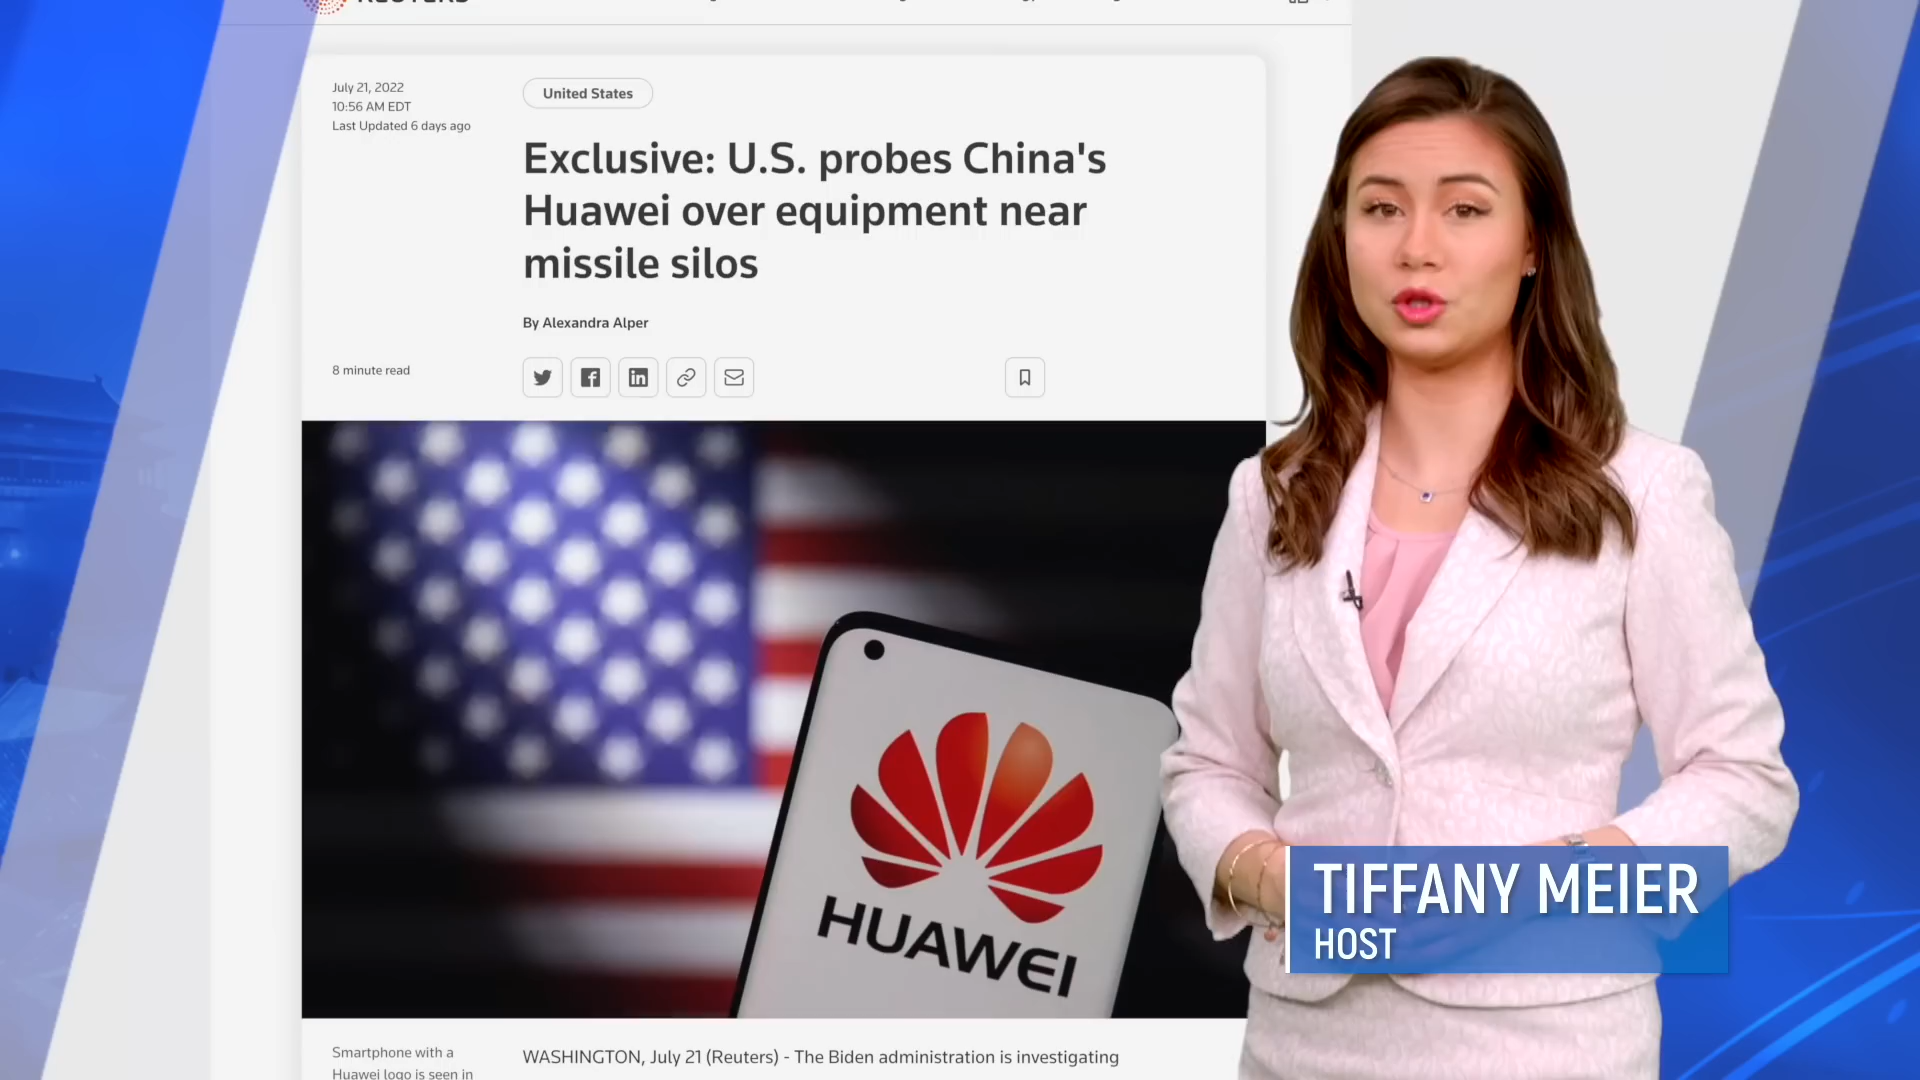 REUTERS
July 21, 2022
10:56 AM EDT
Last Updated 6 days ago
United States
Exclusive: U.S. probes China's
Huawei over equipment near
missile silos
By Alexandra Alper
8 minute read
HUAWEI
TIFFANY MEIER
HOST
Smartphone with a
Huawei logo is seen in
WASHINGTON, July 21 (Reuters) - The Biden administration is investigating